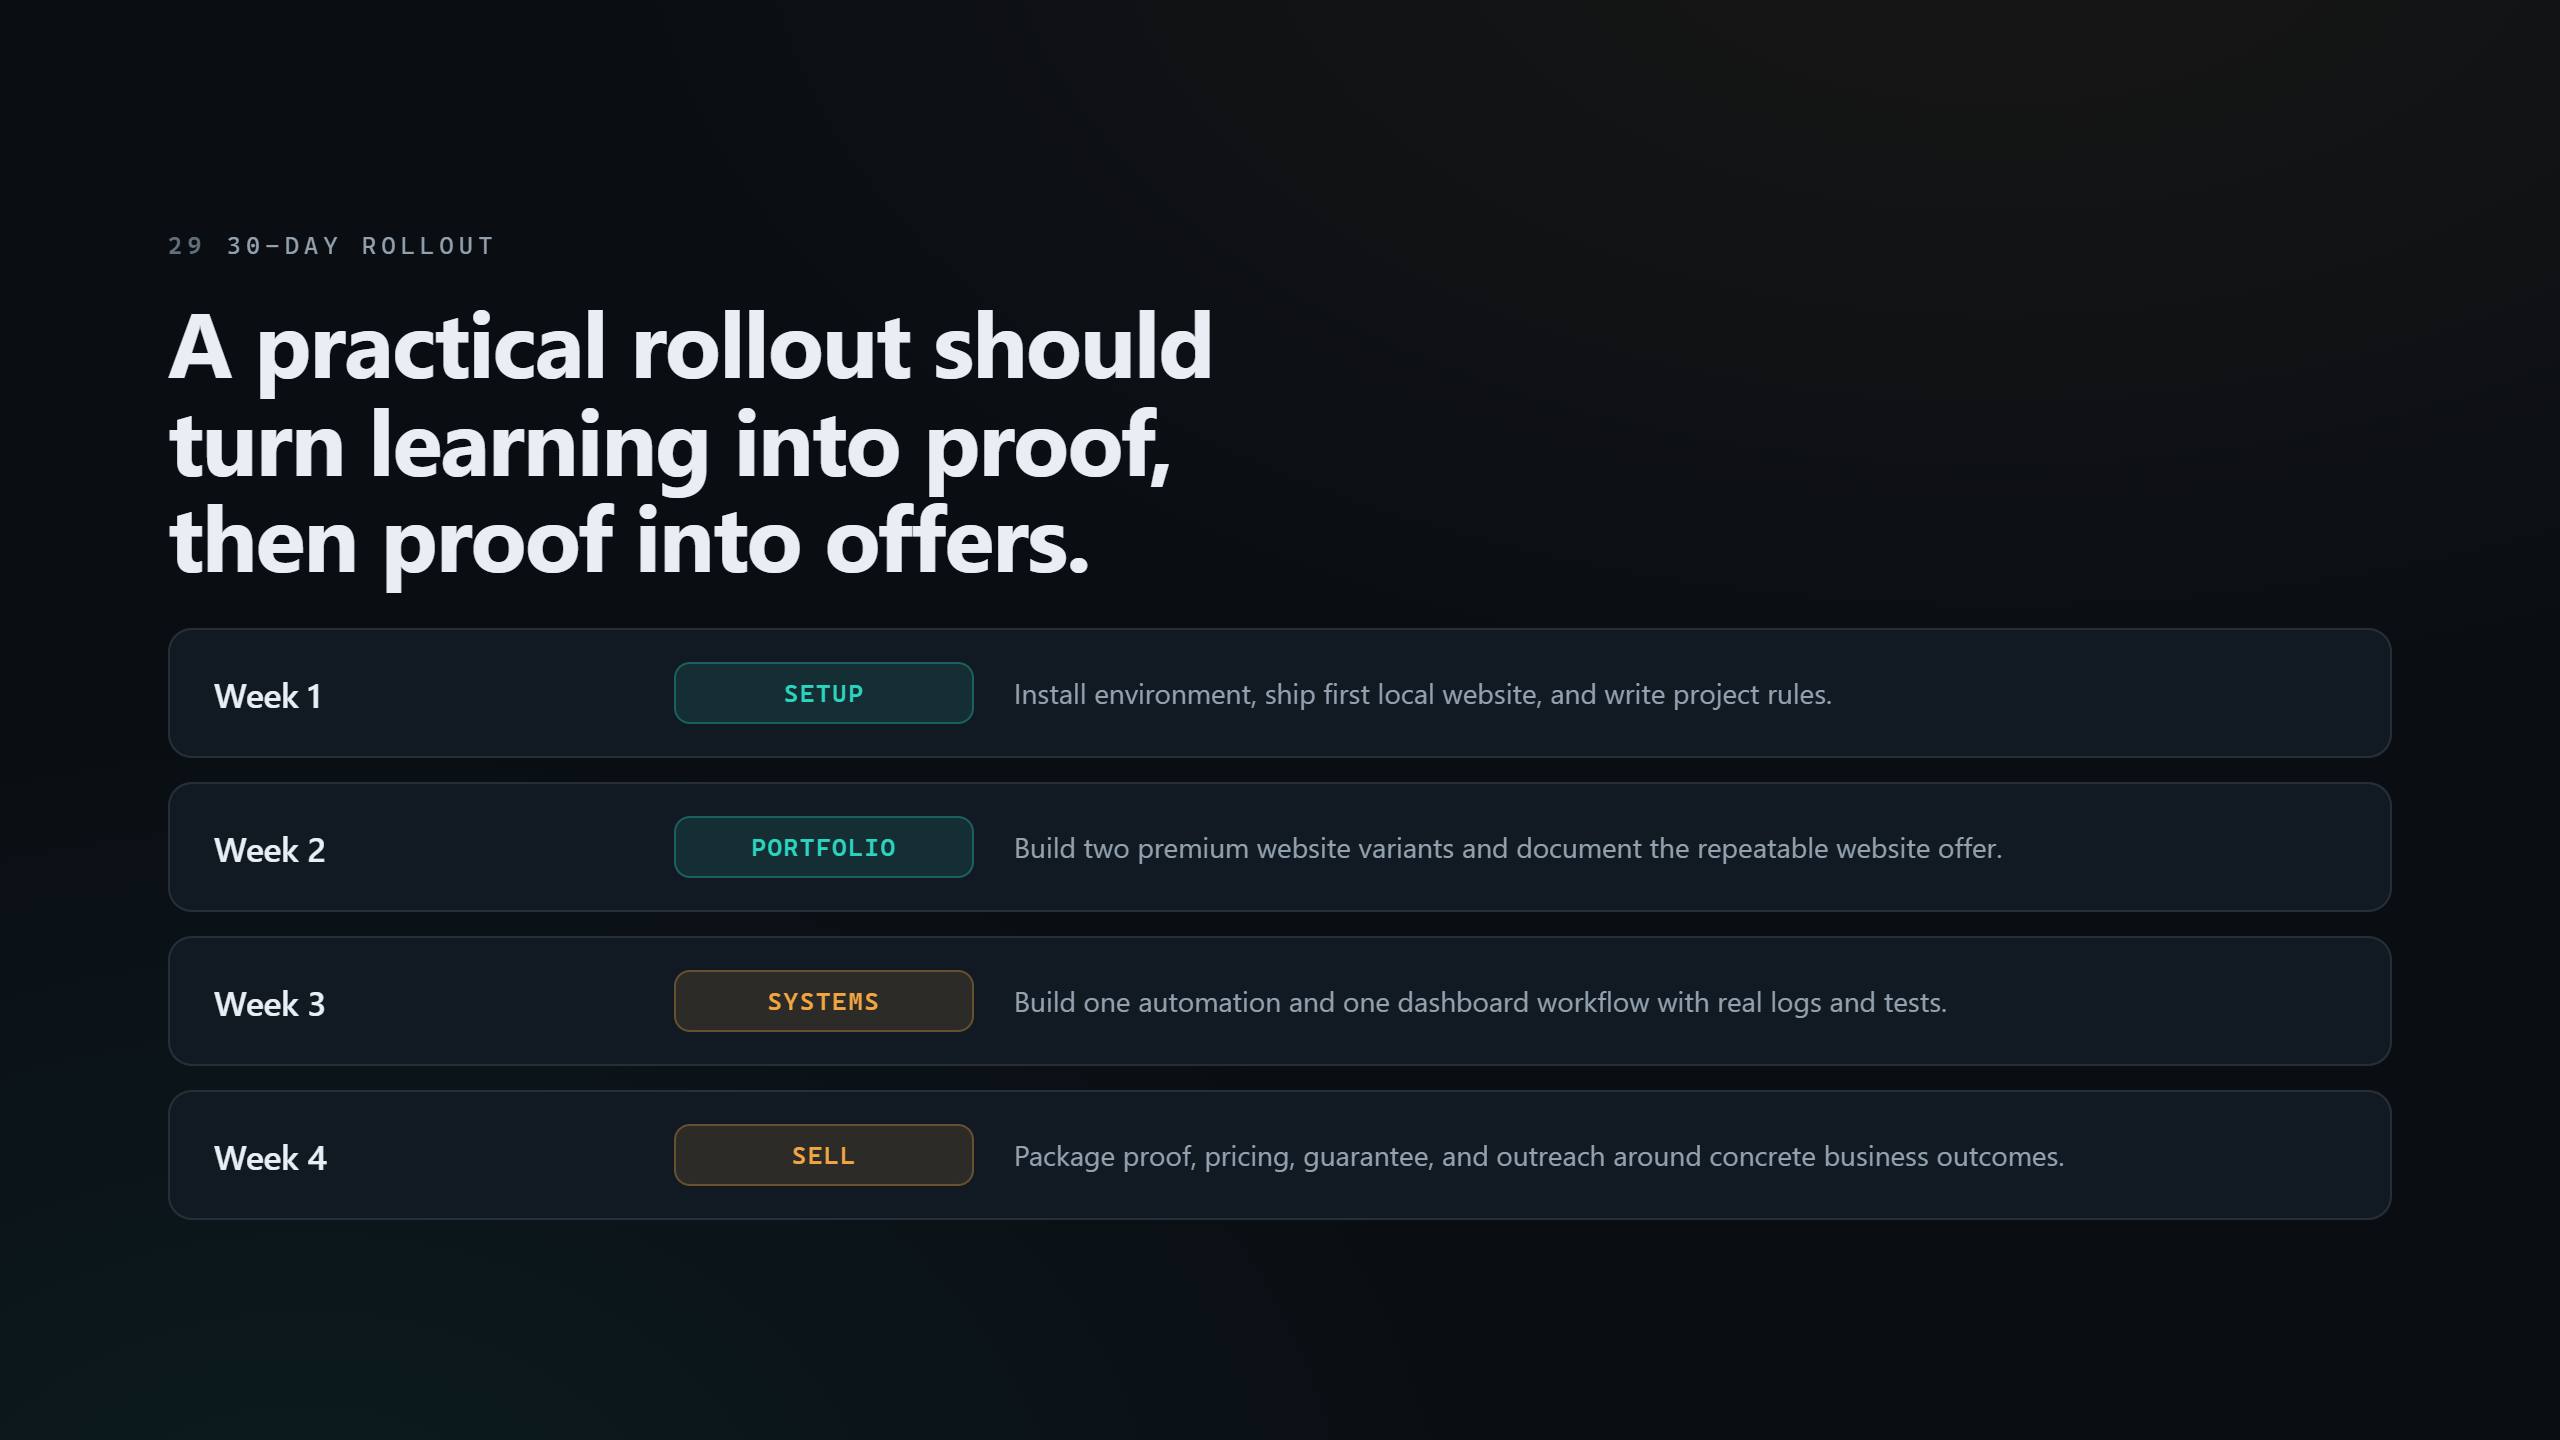 29 30-DAY ROLLOUT
A practical rollout should
turn learning into proof,
then proof into offers.
Week 1 SETUP Install environment, ship first local website, and write project rules.
Week 2 PORTFOLIO Build two premium website variants and document the repeatable website offer.
Week 3 SYSTEMS Build one automation and one dashboard workflow with real logs and tests.
Week 4 SELL Package proof, pricing, guarantee, and outreach around concrete business outcomes.